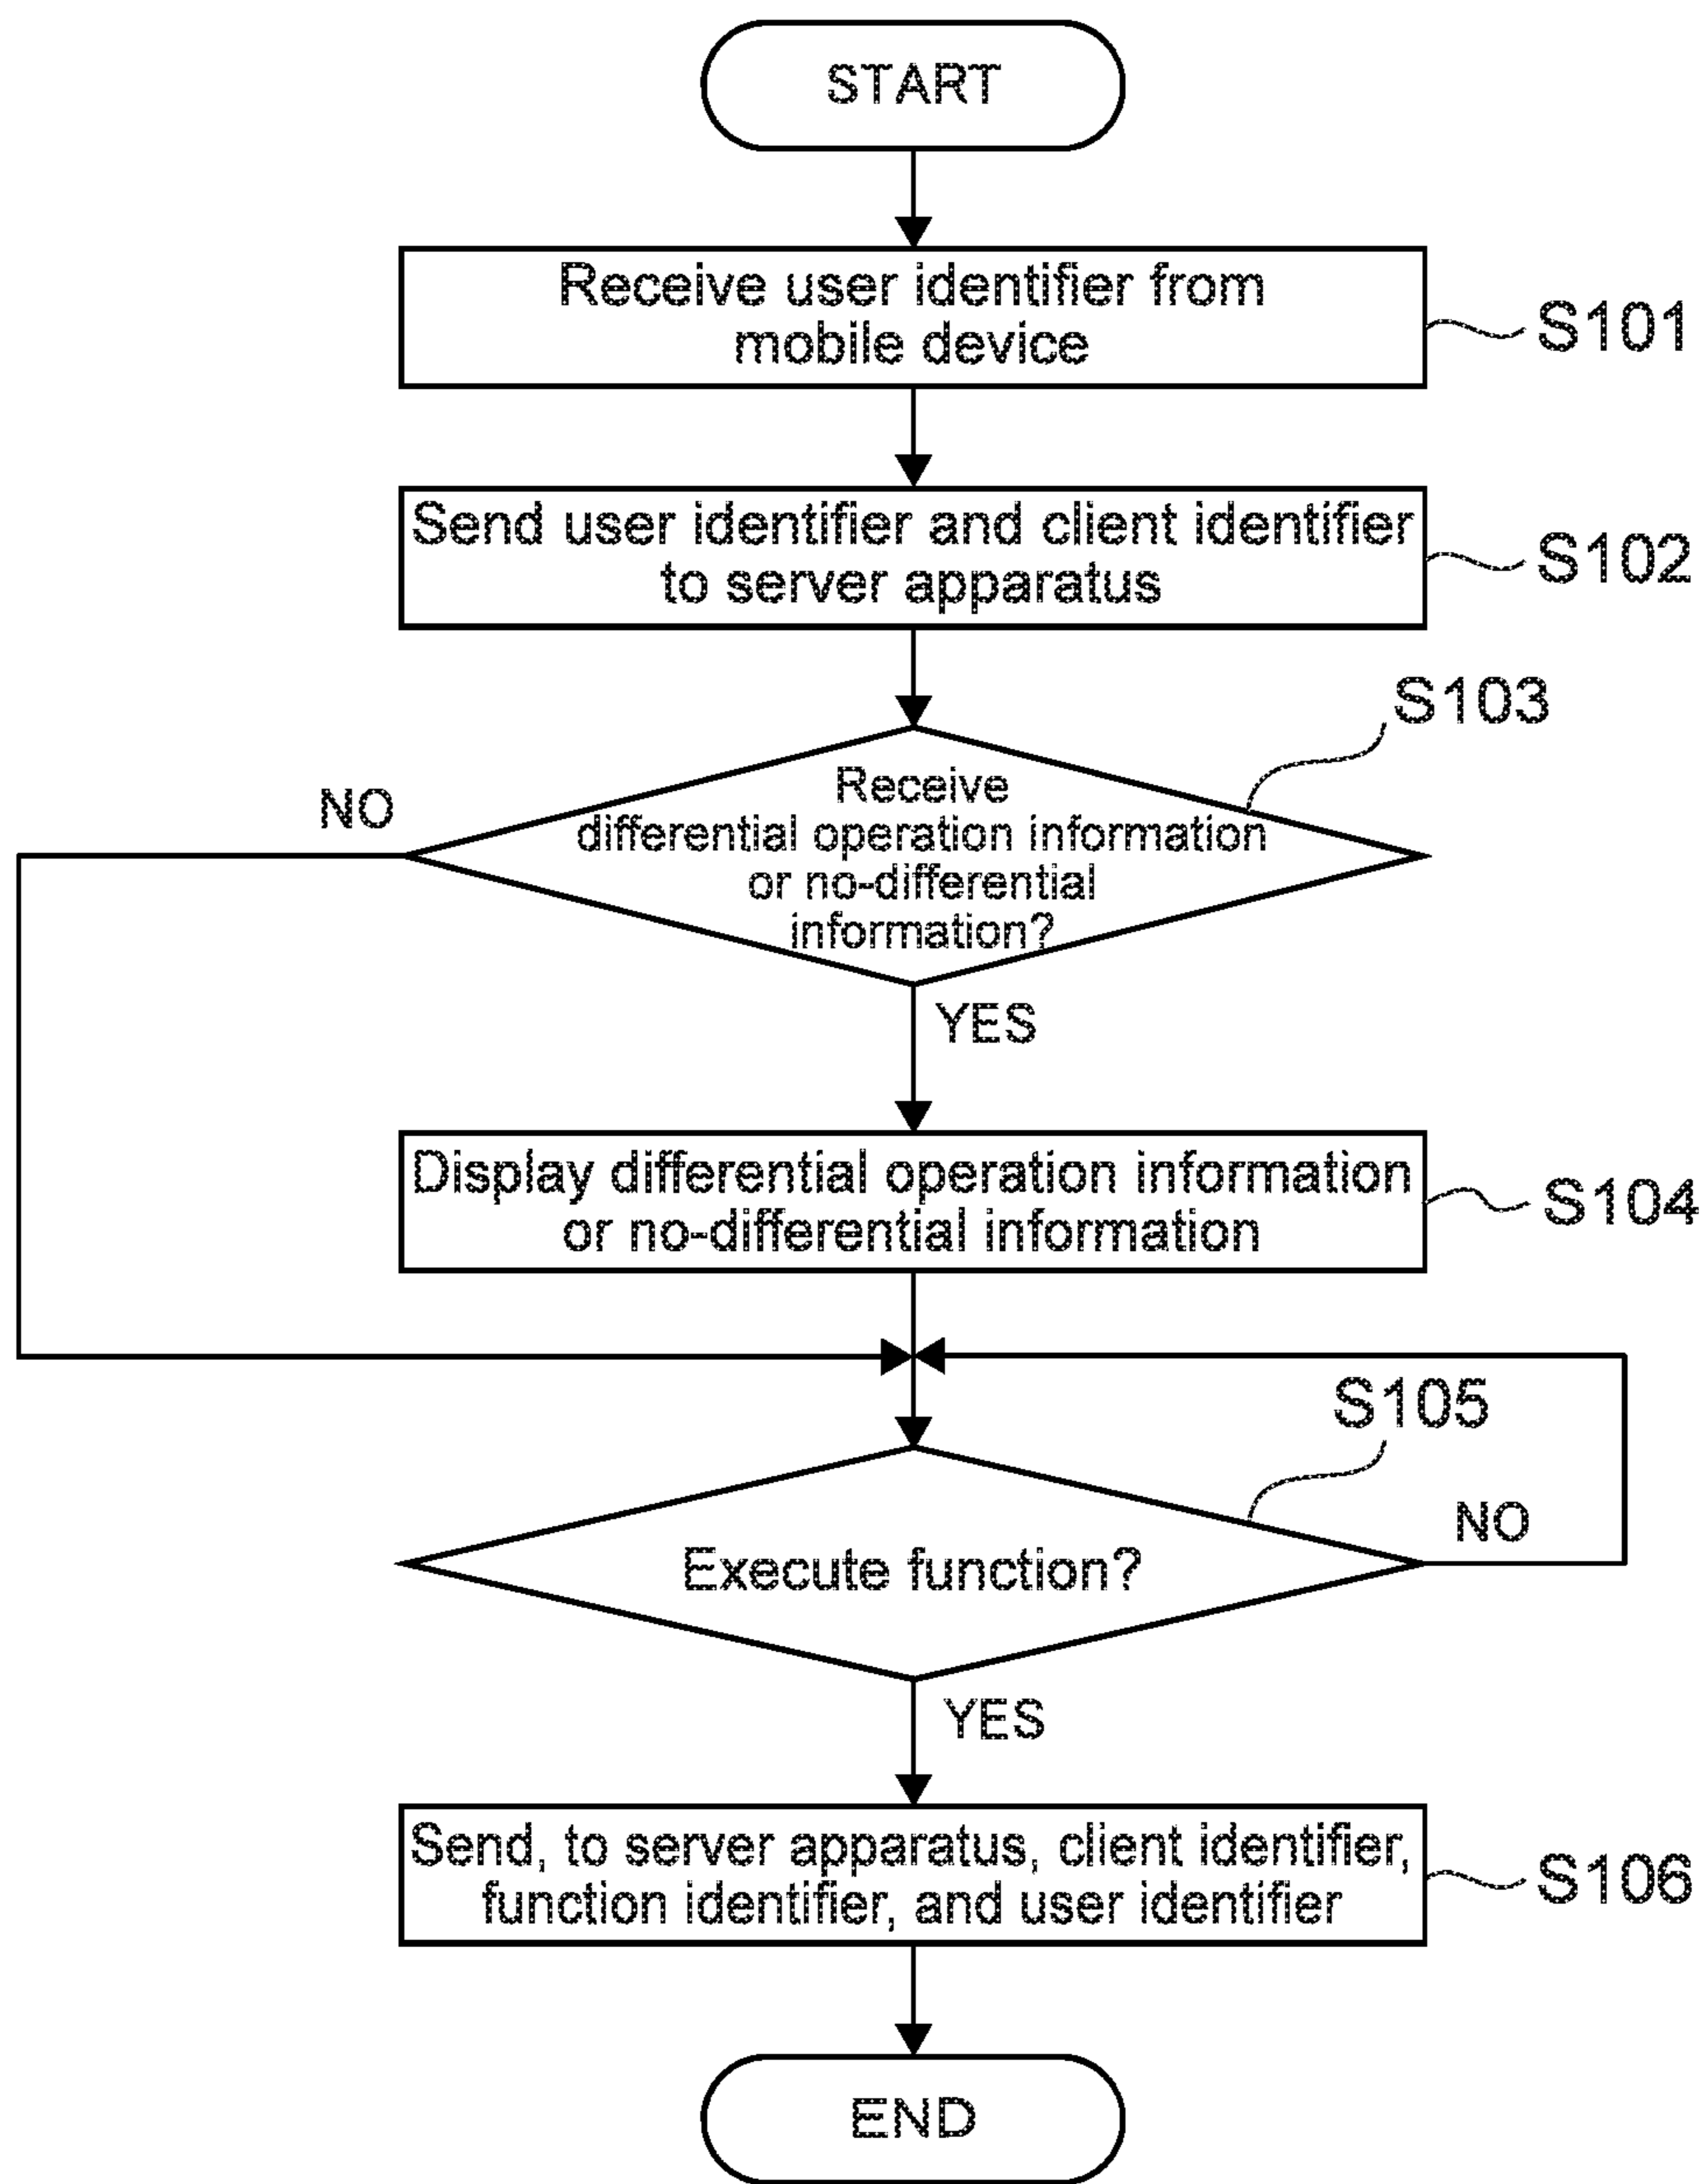 START
Receive user identifier from
mobile device
S101
Send user identifier and client identifier
to server apparatus
S102
S103
Receive
differential operation information
or no-differential
information?
NO
YES
Display differential operation information
or no-differential information
S104
S105
Execute function?
NO
YES
Send, to server apparatus, client identifier,
function identifier, and user identifier
S106
END